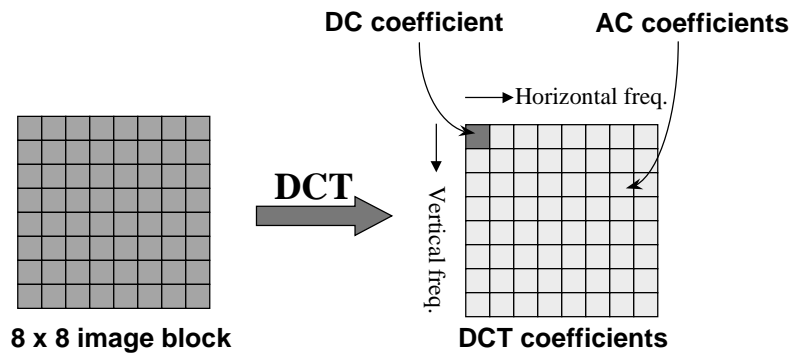 DC coefficient
AC coefficients
Horizontal freq.
DCT
Vertical freq.
8 x 8 image block
DCT coefficients